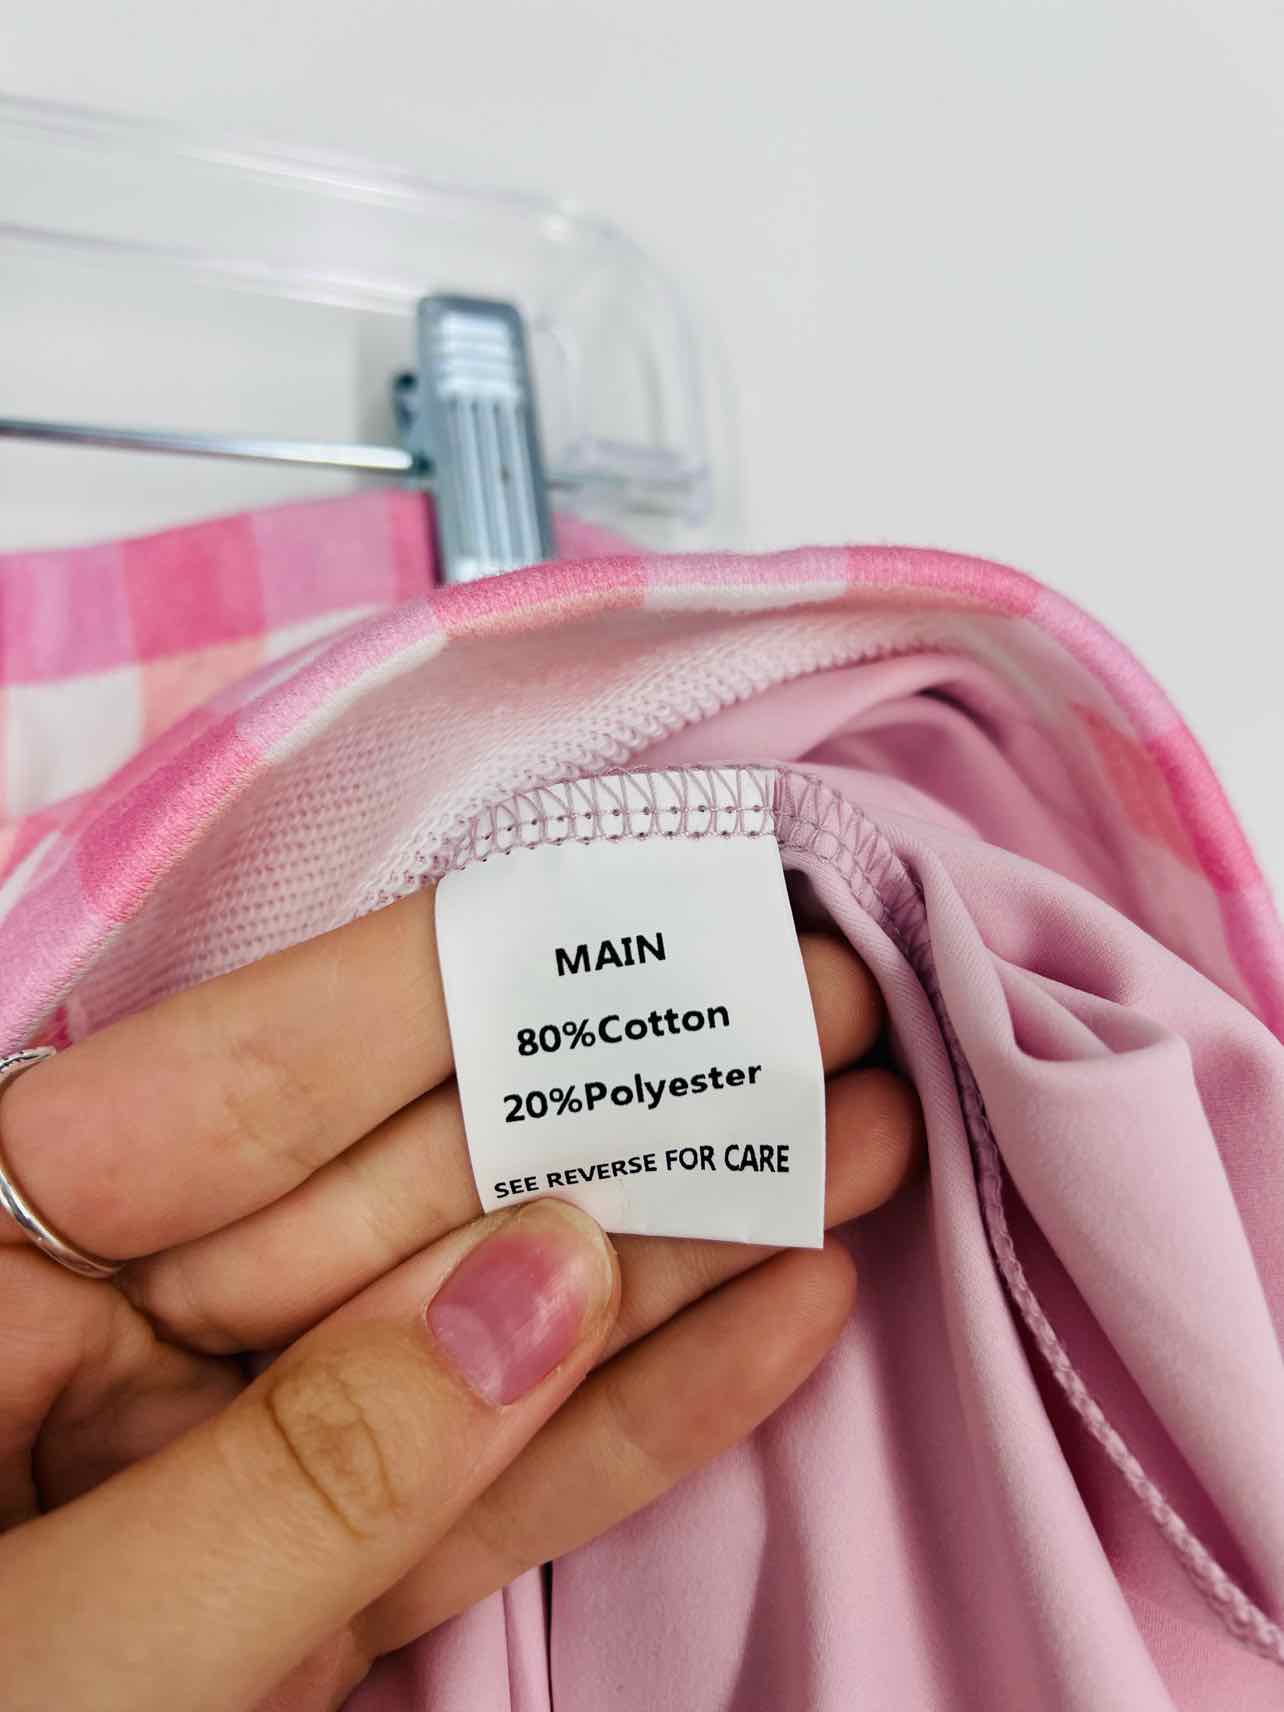 MAIN
80%Cotton
20%Polyester
SEE REVERSE FOR CARE